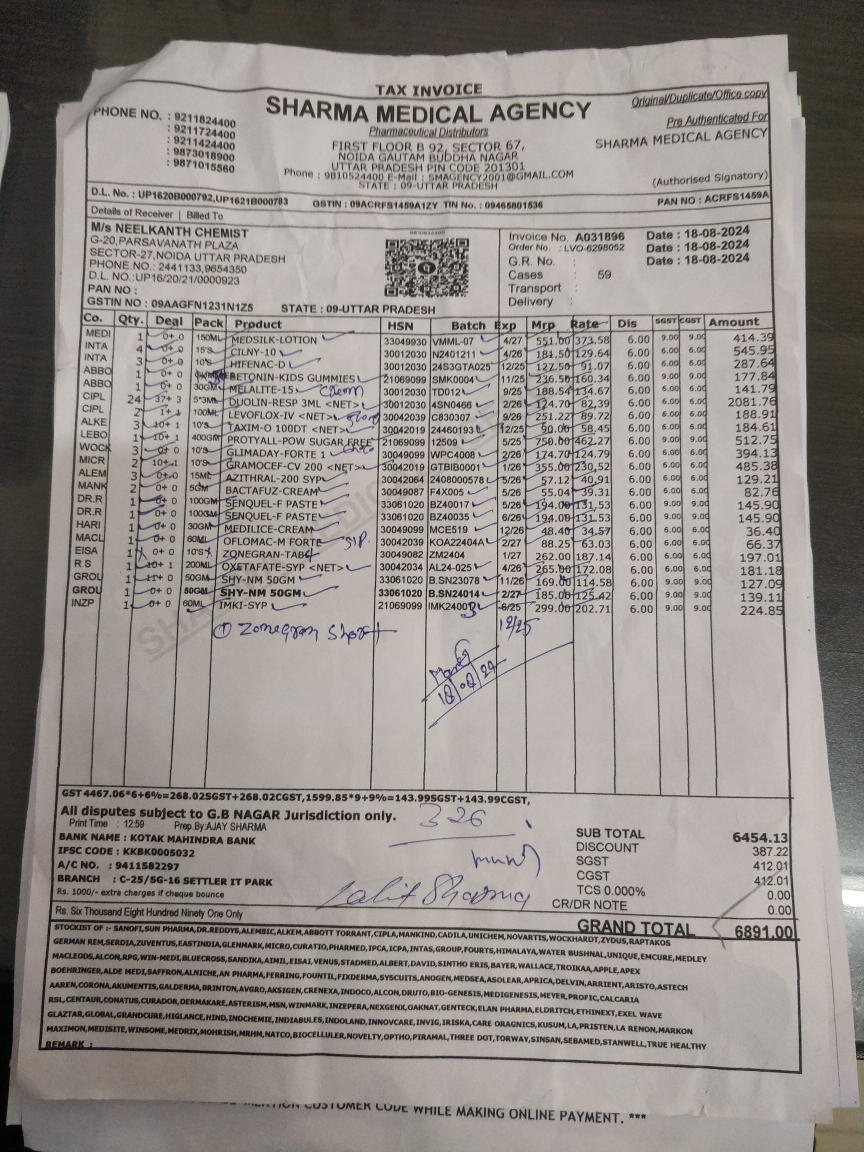 TAX INVOICE
Original/Duplicate/Office copy
PHONE NO. : 9211824400
: 9211724400
: 9211424400
: 9873018900
: 9871015560
SHARMA MEDICAL AGENCY
Pharmaceutical Distributors
FIRST FLOOR B 92, SECTOR 67,
NOIDA GAUTAM BUDDHA NAGAR
UTTAR PRADESH PIN CODE 201301
Phone : 9810524400 E-Mail : SMAGENCY2001@GMAIL.COM
STATE : 09-UTTAR PRADESH
Pre Authenticated For
SHARMA MEDICAL AGENCY
(Authorised Signatory)
D.L. No. : UP1620B000792,UP1621B000783 GSTIN : 09ACRFS1459A1ZY TIN No. : 09465801536 PAN NO : ACRFS1459A
Details of Receiver | Billed To
M/s NEELKANTH CHEMIST
G-20,PARSAVANATH PLAZA
SECTOR-27,NOIDA UTTAR PRADESH
PHONE.NO.: 2441133,9654350
D.L. NO.:UP16/20/21/0000923
PAN NO :
GSTIN NO : 09AAGFN1231N1Z5 STATE : 09-UTTAR PRADESH
Invoice No. A031896 Date : 18-08-2024
Order No. : LVO-6298052 Date : 18-08-2024
G.R. No. : Date : 18-08-2024
Cases : 59
Transport :
Delivery :
Co. Qty. Deal Pack Product HSN Batch Exp Mrp Rate Dis SGST CGST Amount
MEDI 1 0+ 0 150ML MEDSILK-LOTION 33049930 VMML-07 4/27 551.00 373.58 6.00 9.00 9.00 414.39
INTA 4 0+ 0 15'S CILNY-10 30012030 N2401211 4/26 181.50 129.64 6.00 6.00 6.00 545.95
INTA 3 0+ 0 10'S HIFENAC-D 30012030 24S3GTA025 12/25 127.50 91.07 6.00 6.00 6.00 287.64
ABBO 1 0+ 0 RETONIN-KIDS GUMMIES 21069099 SMK0004 11/25 236.50 160.34 6.00 9.00 9.00 177.84
ABBO 1 0+ 0 30GM MELALITE-15 cream 30012030 TD012 9/25 188.54 134.67 6.00 6.00 6.00 141.79
CIPL 24 37+ 3 5*3ML DUOLIN-RESP 3ML <NET> 30012030 4SN0466 2/26 124.70 82.39 6.00 6.00 6.00 2081.76
CIPL 2 1+ 1 100ML LEVOFLOX-IV <NET> 30042039 C830307 9/26 251.22 89.72 6.00 6.00 6.00 188.91
ALKE 3 10+ 1 10'S TAXIM-O 100DT <NET> 30042019 24460193 12/25 90.00 58.45 6.00 6.00 6.00 184.61
LEBO 1 10+ 1 400GM PROTYALL-POW SUGAR FREE 21069099 12509 5/25 750.00 462.27 6.00 9.00 9.00 512.75
WOCK 3 0+ 0 10'S GLIMADAY-FORTE 1 30049099 WPC4008 2/26 174.70 124.79 6.00 6.00 6.00 394.13
MICR 2 10+ 1 10'S GRAMOCEF-CV 200 <NET> 30042019 GTBIB0001 1/26 355.00 230.52 6.00 6.00 6.00 485.38
ALEM 3 0+ 0 15ML AZITHRAL-200 SYP 30042064 2408000578 5/26 57.12 40.91 6.00 6.00 6.00 129.21
MANK 2 0+ 0 5GM BACTAFUZ-CREAM 30049087 F4X005 5/26 55.04 39.31 6.00 6.00 6.00 82.76
DR.R 1 0+ 0 100GM SENQUEL-F PASTE 33061020 BZ40017 5/26 194.00 131.53 6.00 9.00 9.00 145.90
DR.R 1 0+ 0 100GM SENQUEL-F PASTE 33061020 BZ40035 6/26 194.00 131.53 6.00 9.00 9.00 145.90
HARI 1 0+ 0 30GM MEDILICE-CREAM 30049099 MCE519 12/26 48.40 34.57 6.00 6.00 6.00 36.40
MACL 1 0+ 0 60ML OFLOMAC-M FORTE 30042039 KOA22404A 2/27 88.25 63.03 6.00 6.00 6.00 66.37
EISA 1 0+ 0 10'S ZONEGRAN-TAB 30049082 ZM2404 1/27 262.00 187.14 6.00 6.00 6.00 197.01
R S 1 10+ 1 200ML OXETAFATE-SYP <NET> 30042034 AL24-025 4/26 265.00 172.08 6.00 6.00 6.00 181.18
GROU 1 11+ 0 50GM SHY-NM 50GM 33061020 B.SN23078 11/26 169.00 114.58 6.00 9.00 9.00 127.09
GROU 1 0+ 0 50GM SHY-NM 50GM 33061020 B.SN24014 2/27 185.00 125.42 6.00 9.00 9.00 139.11
INZP 1 0+ 0 60ML IMKI-SYP 21069099 6/25 299.00 202.71 6.00 9.00 9.00 224.85
1 Zonegran Short
12/25
GST 4467.06*6+6%=268.02SGST+268.02CGST,1599.85*9+9%=143.99SGST+143.99CGST,
All disputes subject to G.B NAGAR Jurisdiction only.
Print Time : 12:59 Prep.By:AJAY SHARMA
BANK NAME : KOTAK MAHINDRA BANK
IFSC CODE : KKBK0005032
A/C NO. : 9411582297
BRANCH : C-25/5G-16 SETTLER IT PARK
Rs. 1000/- extra charges if cheque bounce
326
Lalit Sharma
SUB TOTAL 6454.13
DISCOUNT 387.22
SGST 412.01
CGST 412.01
TCS 0.000% 0.00
CR/DR NOTE 0.00
Rs. Six Thousand Eight Hundred Ninety One Only
GRAND TOTAL 6891.00
STOCKIST OF :- SANOFI,SUN PHARMA,DR.REDDYS,ALEMBIC,ALKEM,ABBOTT TORRANT,CIPLA,MANKIND,CADILA,UNICHEM,NOVARTIS,WOCKHARDT,ZYDUS,RAPTAKOS
GERMAN REM,SERDIA,ZUVENTUS,EASTINDIA,GLENMARK,MICRO,CURATIO,PHARMED,IPCA,ICPA,INTAS,GROUP,FOURTS,HIMALAYA,WATER BUSHNAL,UNIQUE,EMCURE,MEDLEY
MACLEODS,ALCON,RPG,WIN-MEDI,BLUECROSS,SANDIKA,AIMIL,EISAI,VENUS,STADMED,ALBERT,DAVID,SINTHO ERIS,BAYER,WALLACE,TROIKAA,APPLE,APEX
BOEHRINGER,ALDE MEDI,SAFFRON,ALNICHE,AN PHARMA,FERRING,FOUNTIL,FIXDERMA,SYSCUITS,ANOGEN,MEDSEA,ASOLEAR,APRICA,DELVIN,ARRIENT,ARISTO,ASTECH
AAREN,CORONA,AKUMENTIS,GALDERMA,BRINTON,AVGRO,AKSIGEN,CRENEXA,INDOCO,ALCON,DRUTO,BIO-GENESIS,MEDIGENESIS,MEYER,PROFIC,CALCARIA
RSL,CENTAUR,CONATUS,CURADOR,DERMAKARE,ASTERISM,MSN,WINMARK,INZEPERA,NEXGENN,OAKNAT,GENTECK,ELAN PHARMA,ELDRITCH,ETHINEXT,EXEL WAVE
GLAZTAR,GLOBAL,GRANDCURE,HIGLANCE,HIND,INDCHEMIE,INDIABULES,INDOLAND,INNOVCARE,INVIG,IRISKA,CARE ORAGNICS,KUSUM,LA,PRISTEN,LA RENON,MARKON
MAXIMON,MEDISITE,WINSOME,MEDRIX,MOHRISH,MRHM,NATCO,BIOCELLULER,NOVELTY,OPTHO,PIRAMAL,THREE DOT,TORWAY,SINSAN,SEBAMED,STANWELL,TRUE HEALTHY
REMARK :
CUSTOMER CODE WHILE MAKING ONLINE PAYMENT. ***